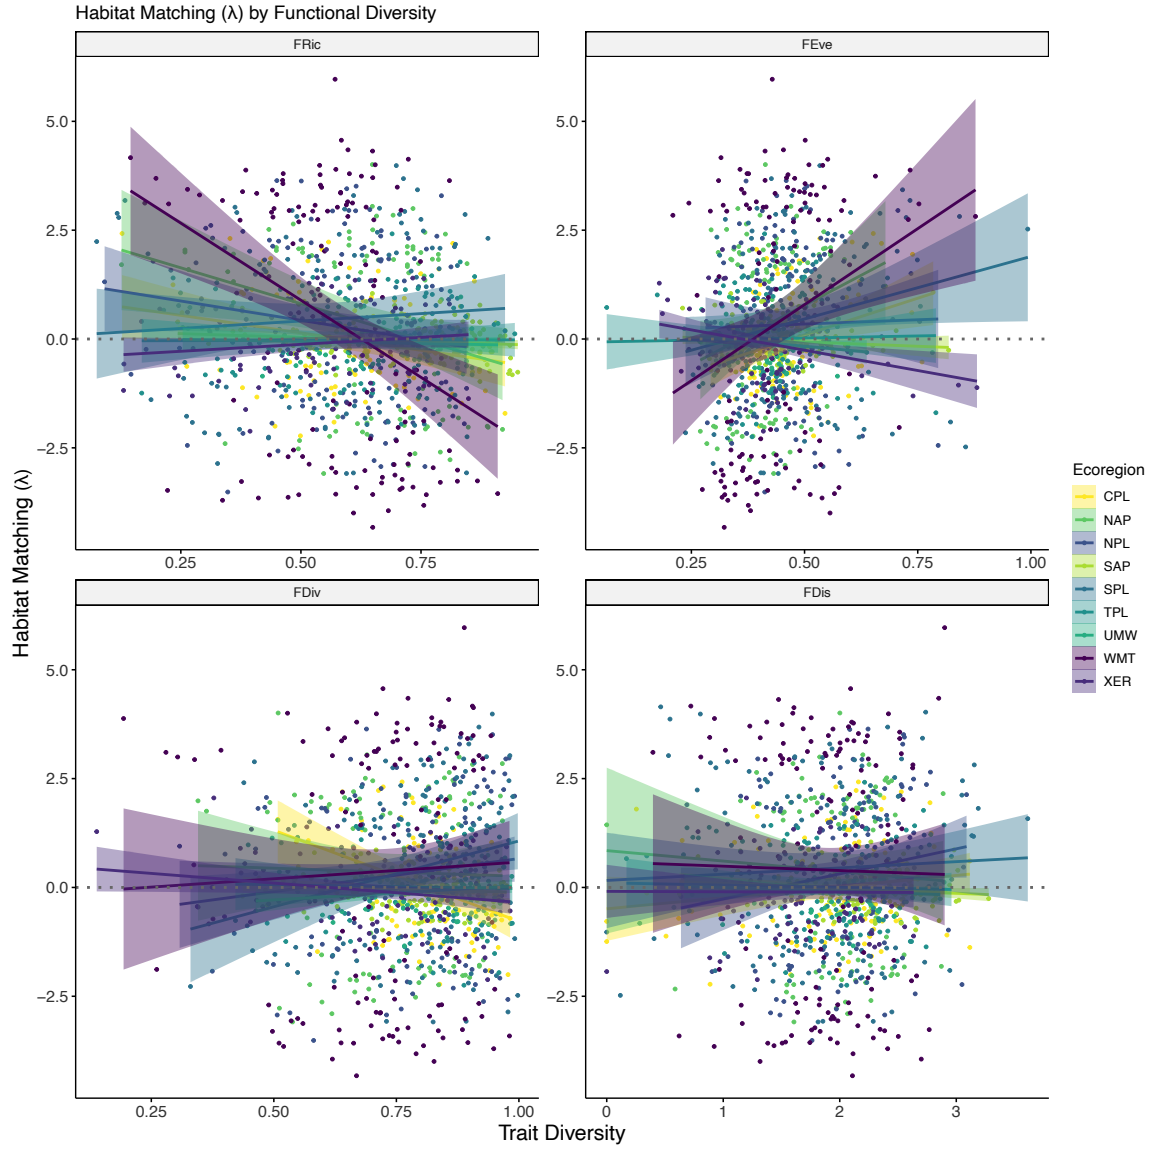 Habitat Matching (λ) by Functional Diversity
FRic
FEve
5.0
2.5
0.0
−2.5
0.25
0.50
0.75
5.0
2.5
0.0
−2.5
0.25
0.50
0.75
1.00
FDiv
FDis
5.0
2.5
0.0
−2.5
0.25
0.50
0.75
1.00
5.0
2.5
0.0
−2.5
0
1
2
3
Habitat Matching (λ)
Trait Diversity
Ecoregion
CPL
NAP
NPL
SAP
SPL
TPL
UMW
WMT
XER